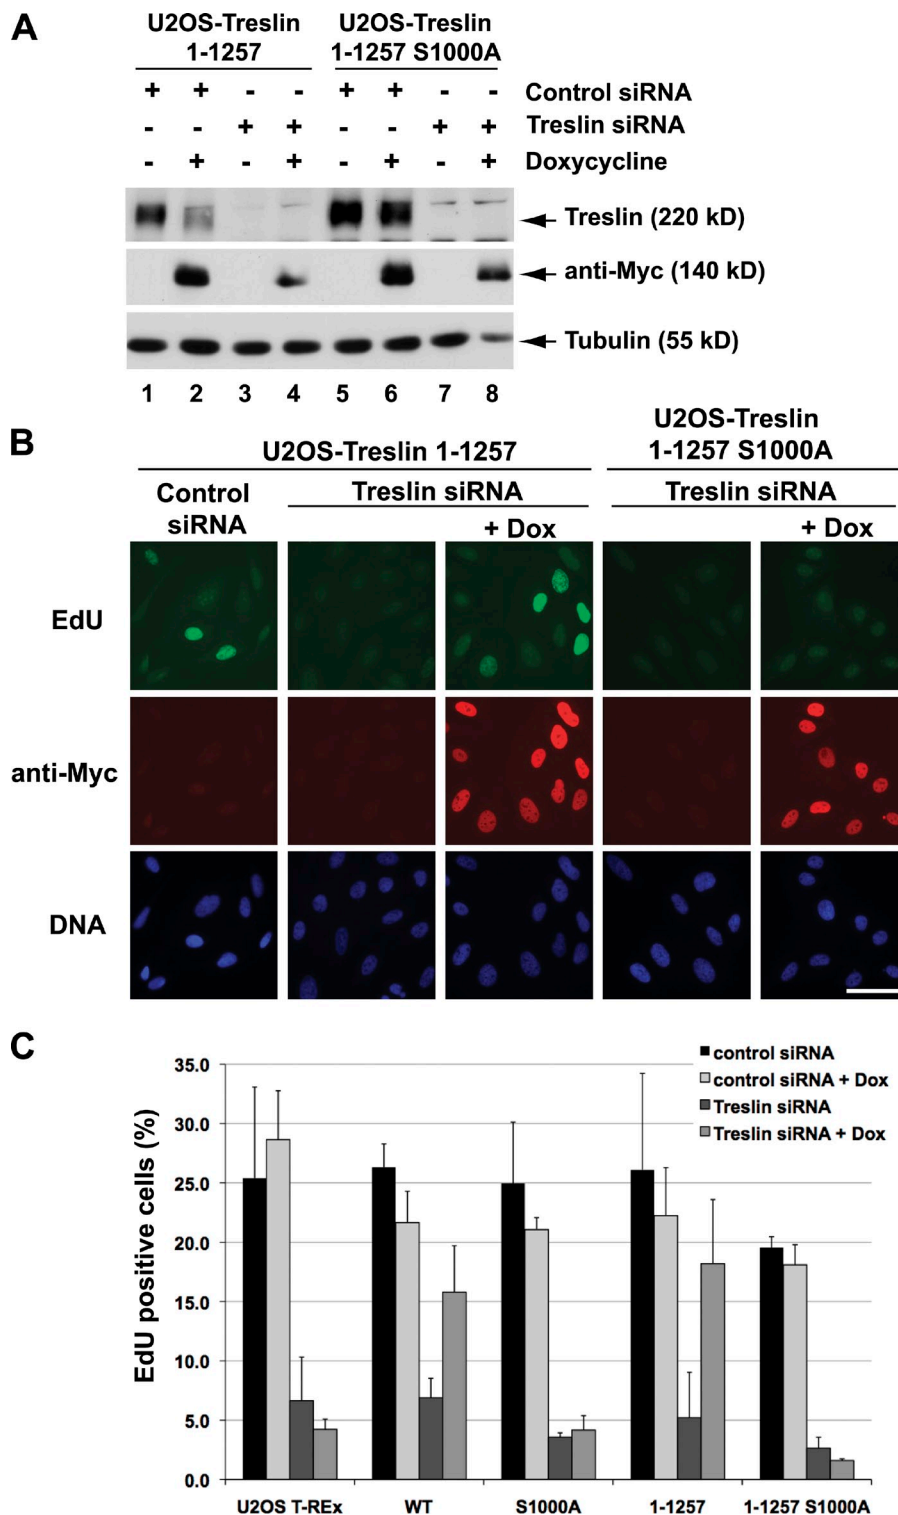 A
U2OS-Treslin
1-1257
U2OS-Treslin
1-1257 S1000A
+ + - - + + - - Control siRNA
- - + + - - + + Treslin siRNA
- + - + - + - + Doxycycline
Treslin (220 kD)
anti-Myc (140 kD)
Tubulin (55 kD)
1 2 3 4 5 6 7 8
B
U2OS-Treslin 1-1257
U2OS-Treslin
1-1257 S1000A
Control
siRNA
Treslin siRNA
Treslin siRNA
+ Dox
+ Dox
EdU
anti-Myc
DNA
C
EdU positive cells (%)
35.0
30.0
25.0
20.0
15.0
10.0
5.0
0.0
control siRNA
control siRNA + Dox
Treslin siRNA
Treslin siRNA + Dox
U2OS T-REx WT S1000A 1-1257 1-1257 S1000A